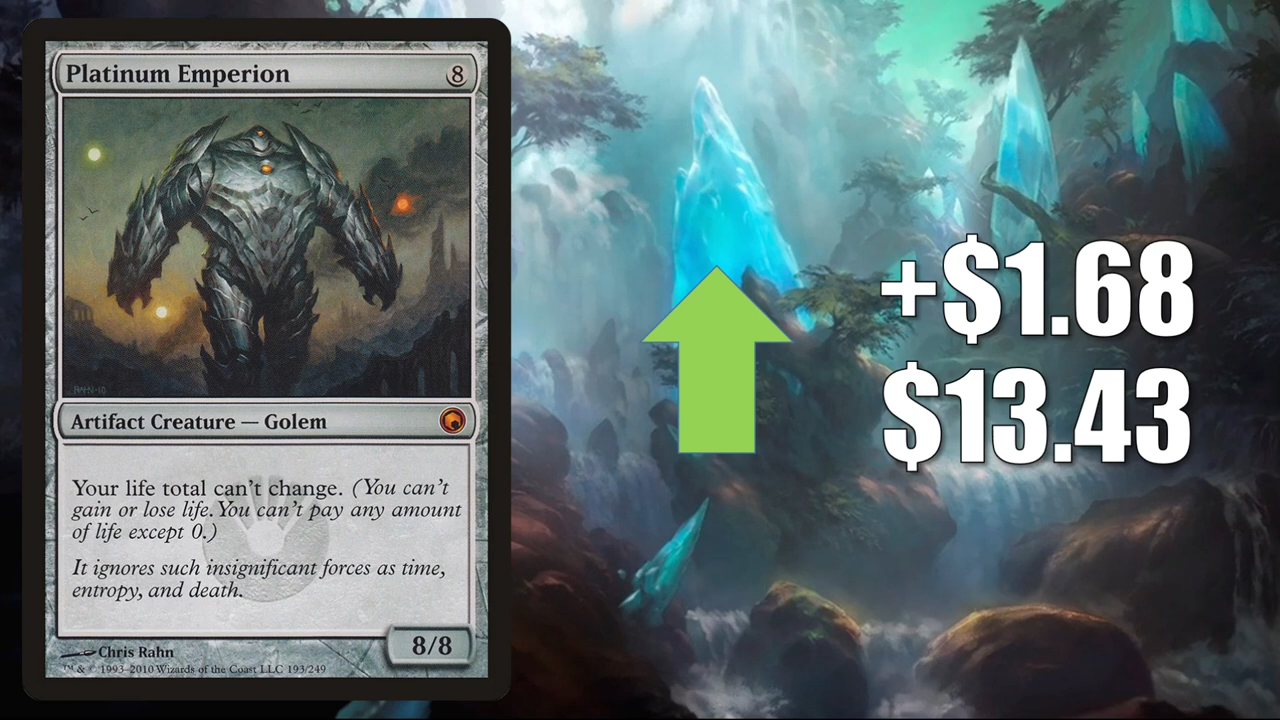 Platinum Emperion
8
RAHN-10
Artifact Creature — Golem
Your life total can't change. (You can't
gain or lose life. You can't pay any amount
of life except 0.)
It ignores such insignificant forces as time,
entropy, and death.
8/8
Chris Rahn
™ & © 1993–2010 Wizards of the Coast LLC 193/249
+$1.68
$13.43